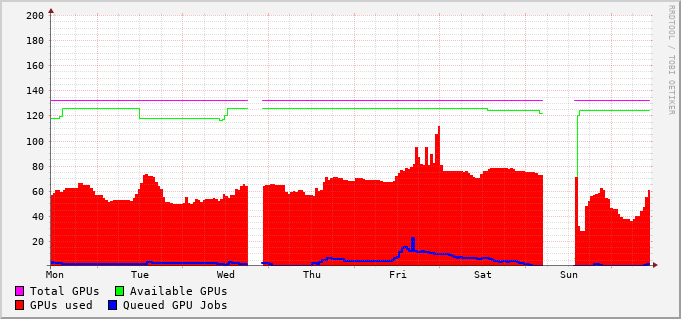 200
180
160
140
120
100
80
60
40
20
Mon Tue Wed Thu Fri Sat Sun
Total GPUs Available GPUs
GPUs used Queued GPU Jobs
RRDTOOL / TOBI OETIKER